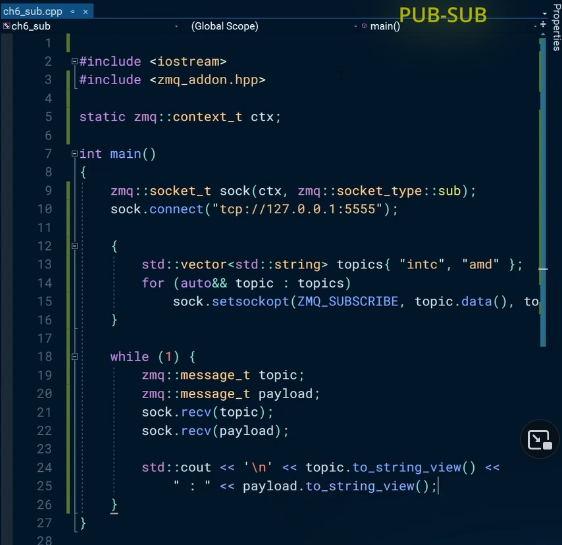 ch6_sub.cpp
PUB-SUB
Properties
ch6_sub (Global Scope) main()
1
2 #include <iostream>
3 #include <zmq_addon.hpp>
4
5 static zmq::context_t ctx;
6
7 int main()
8 {
9 zmq::socket_t sock(ctx, zmq::socket_type::sub);
10 sock.connect("tcp://127.0.0.1:5555");
11
12 {
13 std::vector<std::string> topics{ "intc", "amd" };
14 for (auto&& topic : topics)
15 sock.setsockopt(ZMQ_SUBSCRIBE, topic.data(), to
16 }
17
18 while (1) {
19 zmq::message_t topic;
20 zmq::message_t payload;
21 sock.recv(topic);
22 sock.recv(payload);
23
24 std::cout << '\n' << topic.to_string_view() <<
25 " : " << payload.to_string_view();
26 }
27 }
28